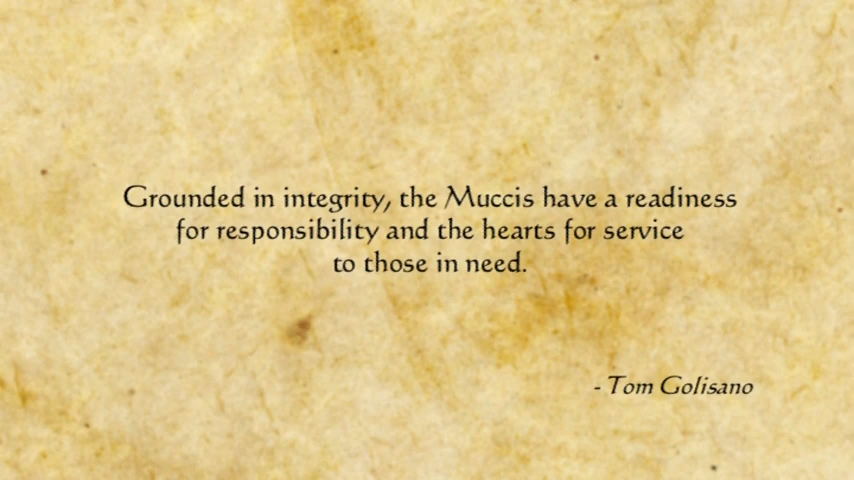 Grounded in integrity, the Muccis have a readiness
for responsibility and the hearts for service
to those in need.
- Tom Golisano